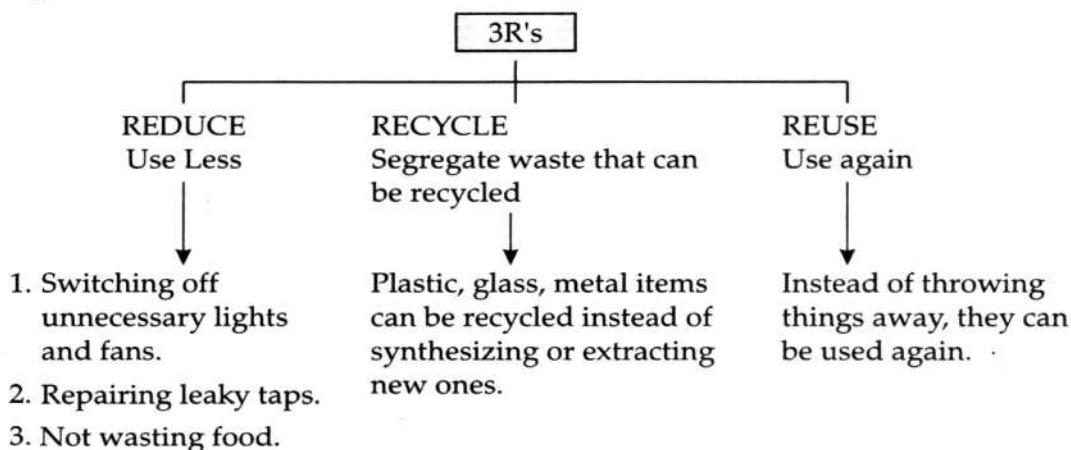 3R's
REDUCE
Use Less
RECYCLE
Segregate waste that can
be recycled
REUSE
Use again
1. Switching off
unnecessary lights
and fans.
2. Repairing leaky taps.
3. Not wasting food.
Plastic, glass, metal items
can be recycled instead of
synthesizing or extracting
new ones.
Instead of throwing
things away, they can
be used again.